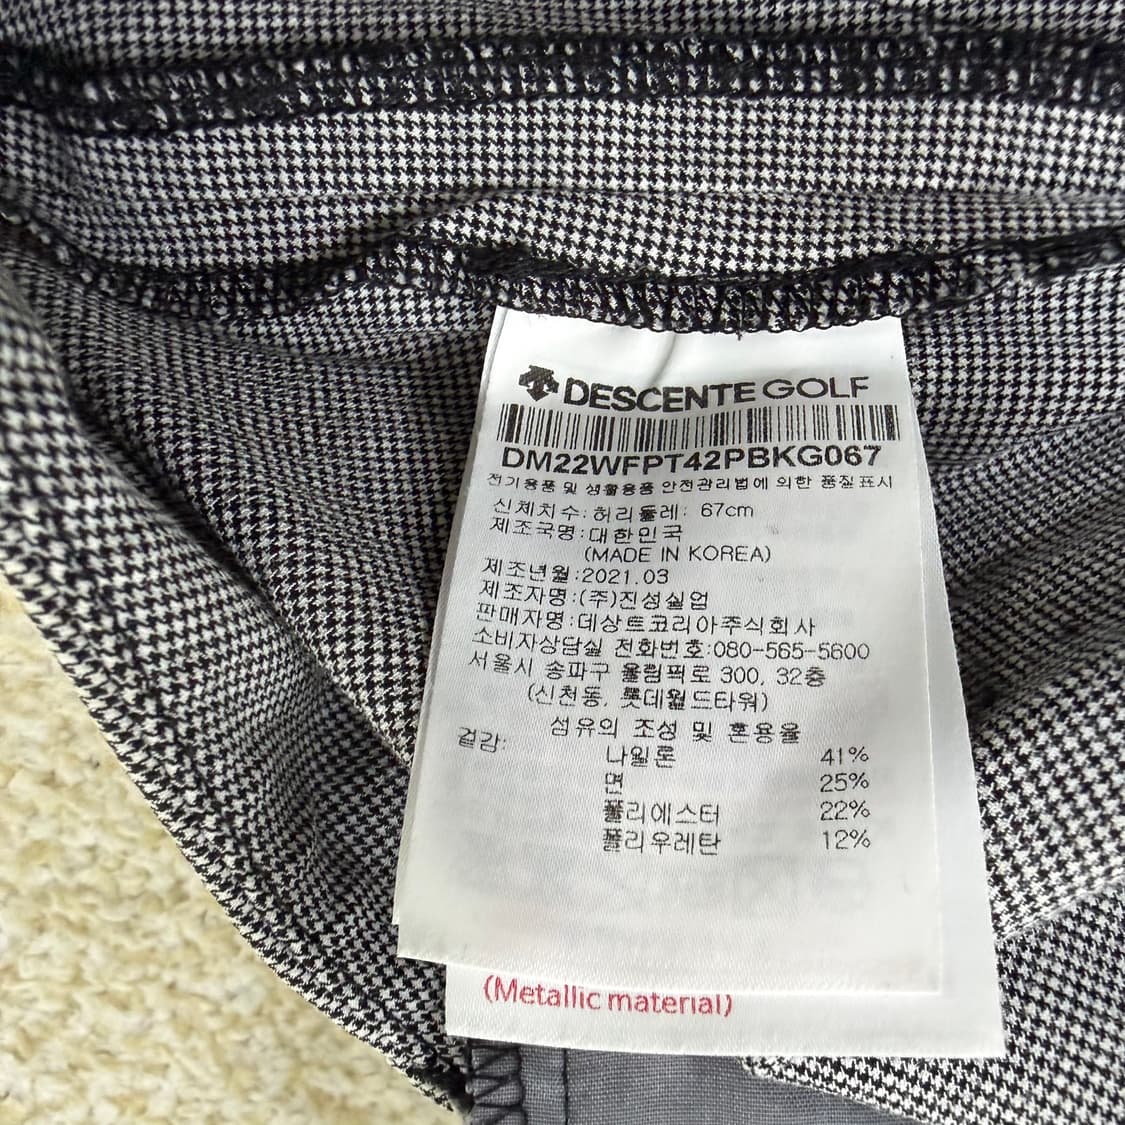 DESCENTE GOLF
DM22WFPT42PBKG067
전기용품 및 생활용품 안전관리법에 의한 품질표시
신체치수:허리둘레: 67cm
제조국명:대한민국
(MADE IN KOREA)
제조년월:2021.03
제조자명:(주)진성실업
판매자명:데상트코리아주식회사
소비자상담실 전화번호:080-565-5600
서울시 송파구 올림픽로 300, 32층
(신천동, 롯데월드타워)
섬유의 조성 및 혼용율
겉감:
나일론 41%
면 25%
폴리에스터 22%
폴리우레탄 12%
(Metallic material)